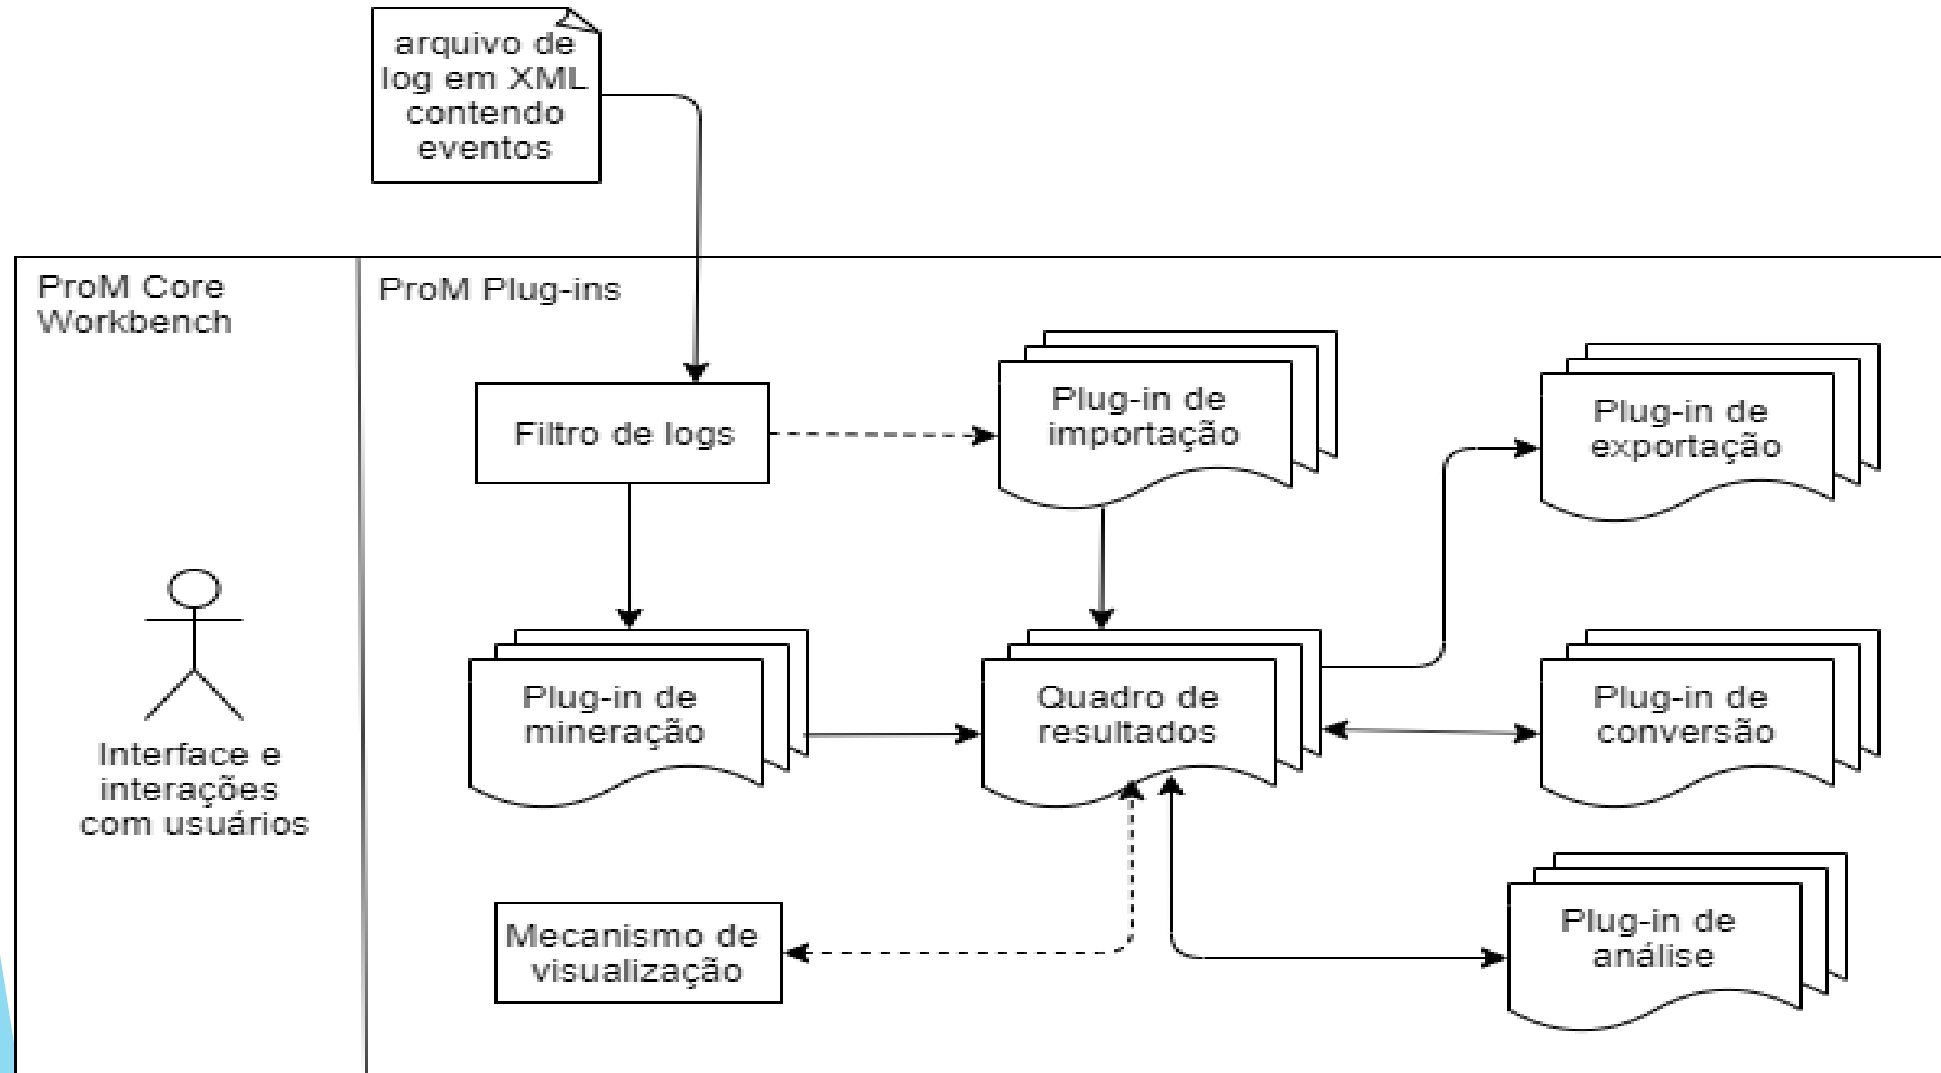 arquivo de
log em XML
contendo
eventos
ProM Core
Workbench
ProM Plug-ins
Filtro de logs
Plug-in de
importação
Plug-in de
exportação
Interface e
interações
com usuários
Plug-in de
mineração
Quadro de
resultados
Plug-in de
conversão
Mecanismo de
visualização
Plug-in de
análise